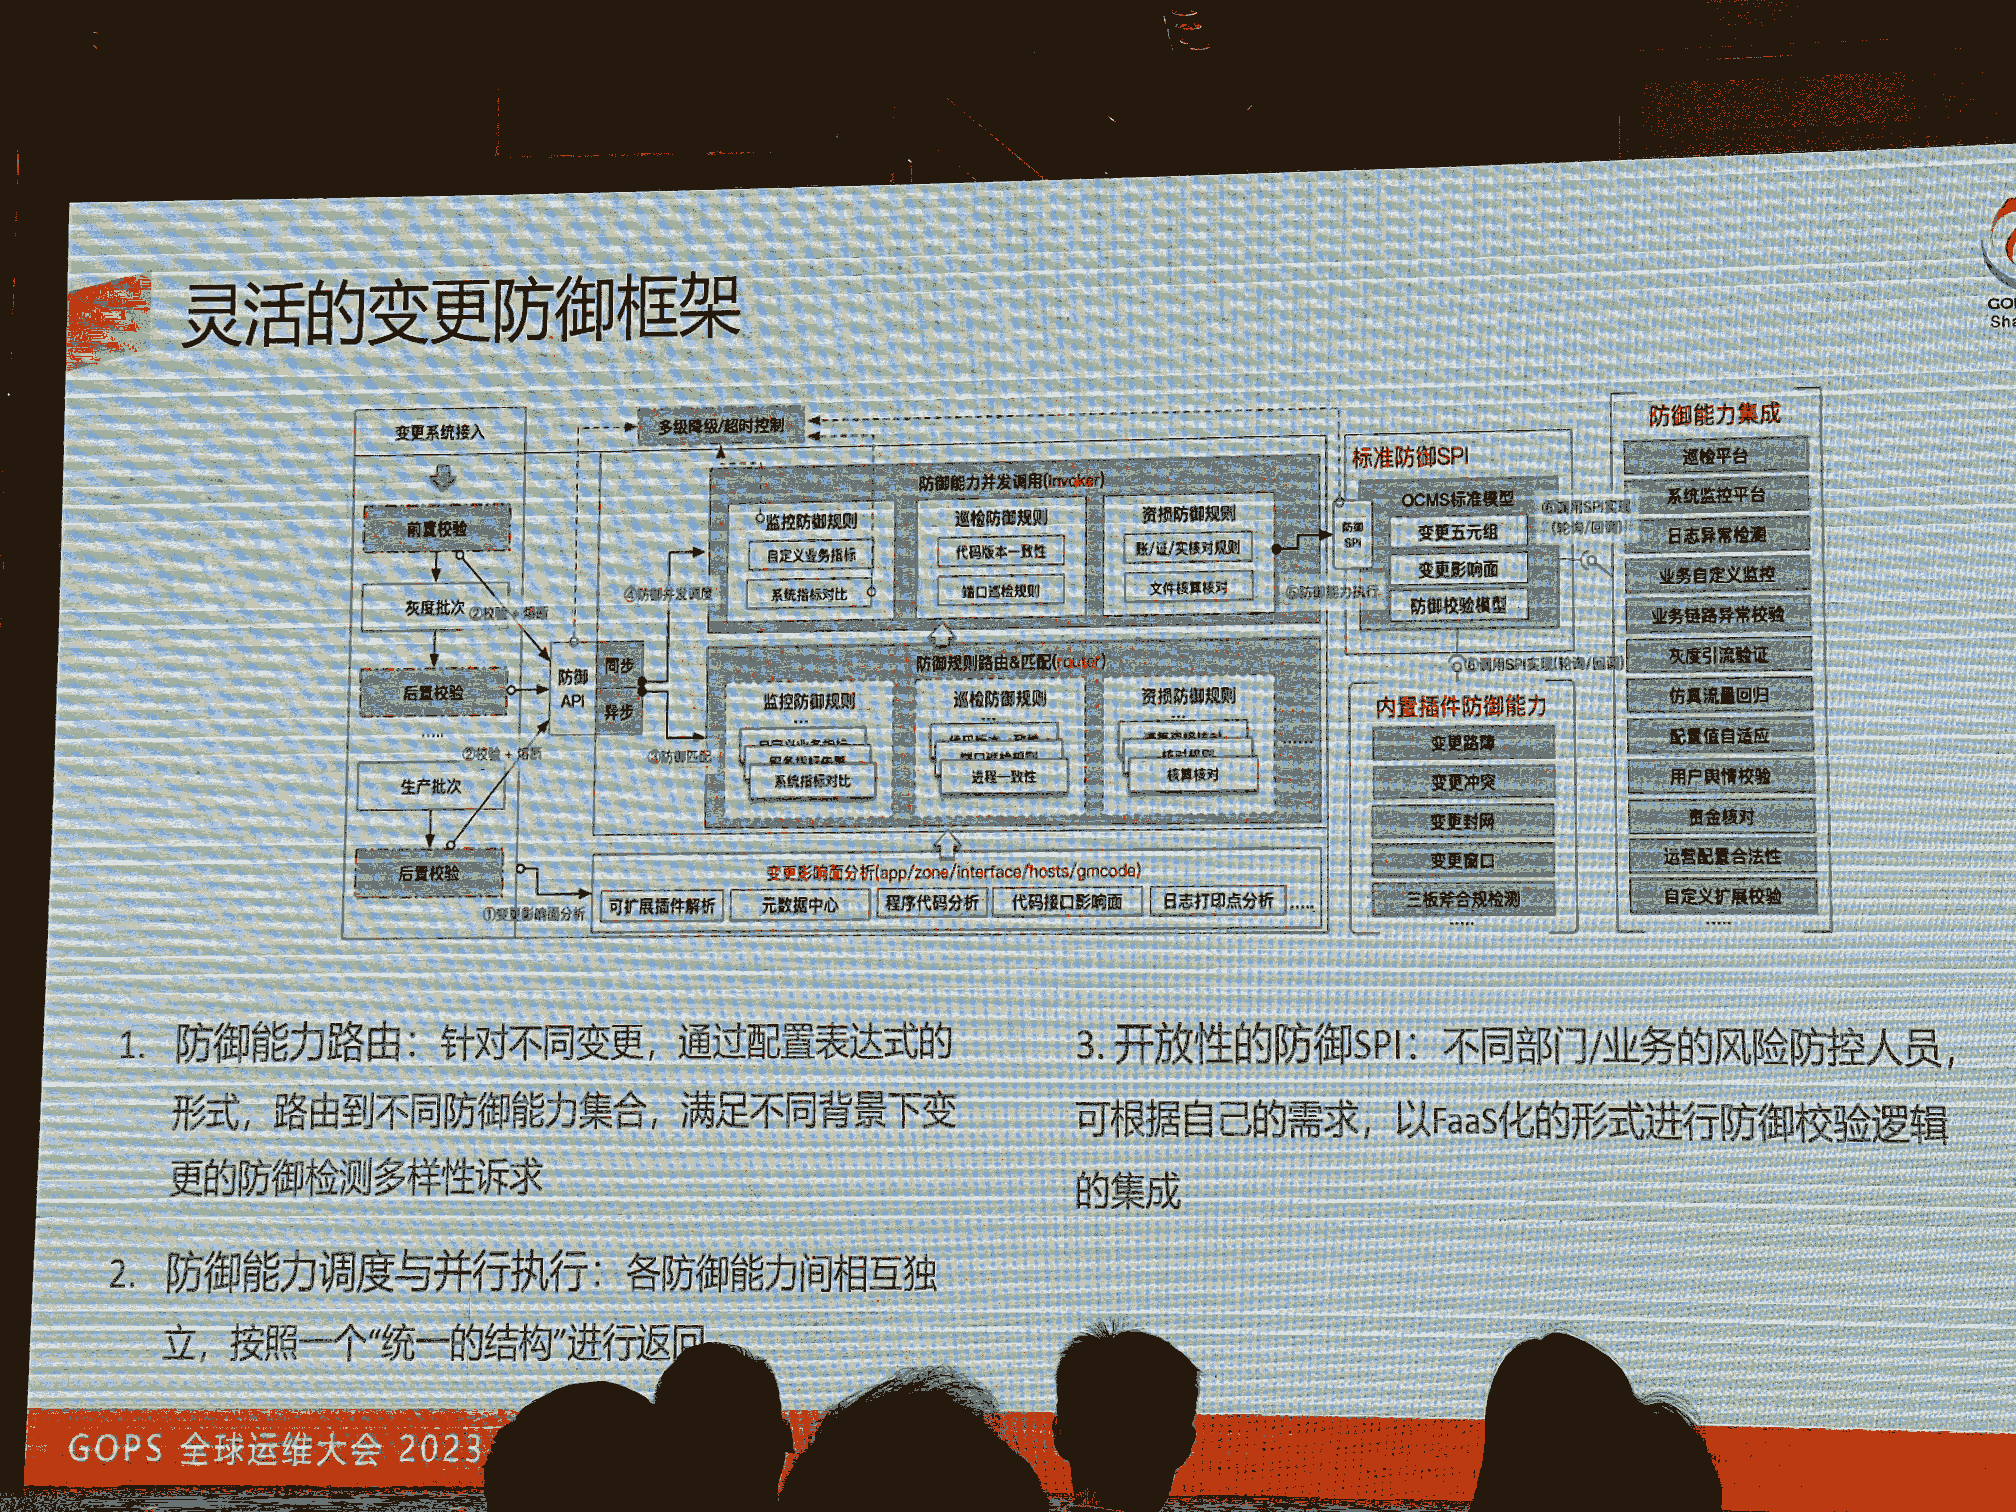 灵活的变更防御框架
变更系统接入
前置校验
灰度批次
②校验 + 熔断
后置校验
.....
②校验 + 熔断
生产批次
后置校验
①变更影响面分析
多级降级/超时控制
防御
API
同步
异步
④防御并发调度
③防御匹配
防御能力并发调用(invoker)
监控防御规则
自定义业务指标
系统指标对比
巡检防御规则
代码版本一致性
端口巡检规则
资损防御规则
账/证/实核对规则
文件核算核对
防御规则路由&匹配(router)
监控防御规则
...
系统指标对比
巡检防御规则
...
进程一致性
资损防御规则
...
核算核对
......
变更影响面分析(app/zone/interface/hosts/gmcode)
可扩展插件解析
元数据中心
程序代码分析
代码接口影响面
日志打印点分析
.....
⑤防御能力执行
防御
SPI
标准防御SPI
OCMS标准模型
变更五元组
变更影响面
防御校验模型
⑥调用SPI实现
(轮询/回调)
⑥调用SPI实现(轮询/回调)
内置插件防御能力
变更路障
变更冲突
变更封网
变更窗口
三板斧合规检测
.....
防御能力集成
巡检平台
系统监控平台
日志异常检测
业务自定义监控
业务链路异常校验
灰度引流验证
仿真流量回归
配置值自适应
用户舆情校验
资金核对
运营配置合法性
自定义扩展校验
.....
1. 防御能力路由：针对不同变更，通过配置表达式的
形式，路由到不同防御能力集合，满足不同背景下变
更的防御检测多样性诉求
2. 防御能力调度与并行执行：各防御能力间相互独
立，按照一个“统一的结构”进行返回
3. 开放性的防御SPI：不同部门/业务的风险防控人员，
可根据自己的需求，以FaaS化的形式进行防御校验逻辑
的集成
GOPS 全球运维大会 2023